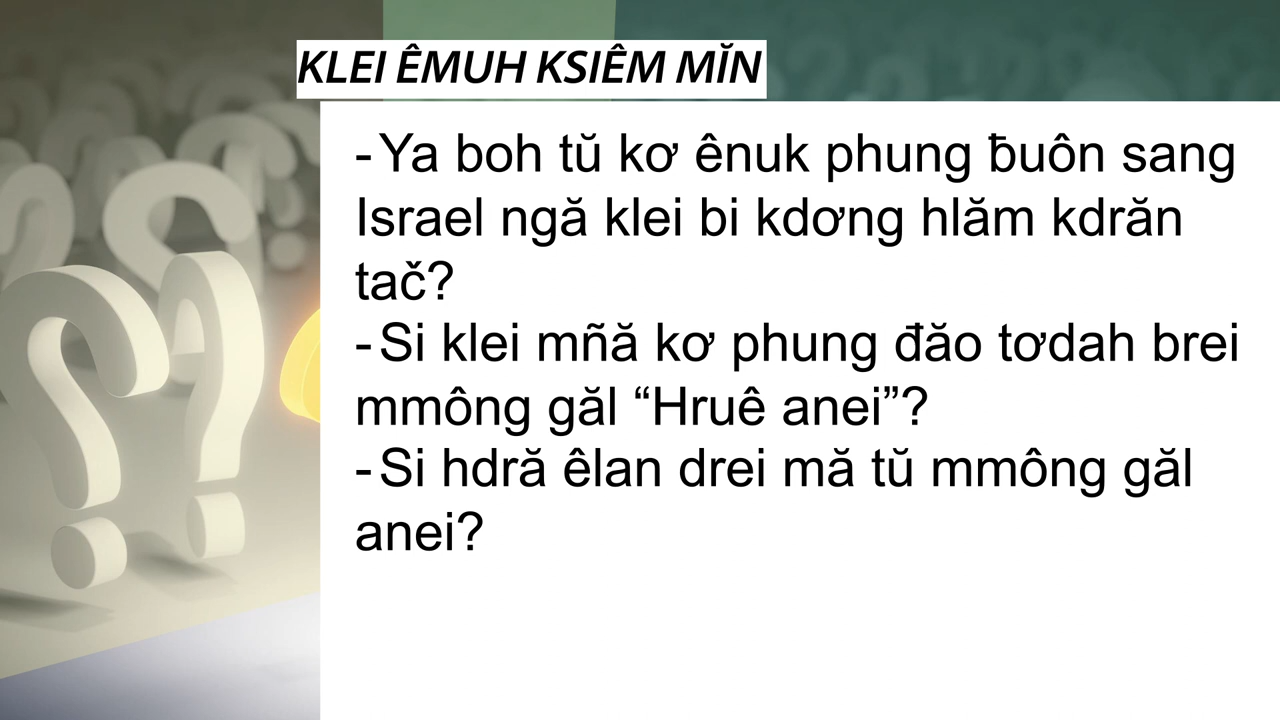 KLEI ÊMUH KSIÊM MĬN
- Ya boh tŭ kơ ênuk phung ƀuôn sang
Israel ngă klei bi kdơng hlăm kdrăn
tač?
- Si klei mñă kơ phung đăo tơdah brei
mmông găl “Hruê anei”?
- Si hdră êlan drei mă tŭ mmông găl
anei?